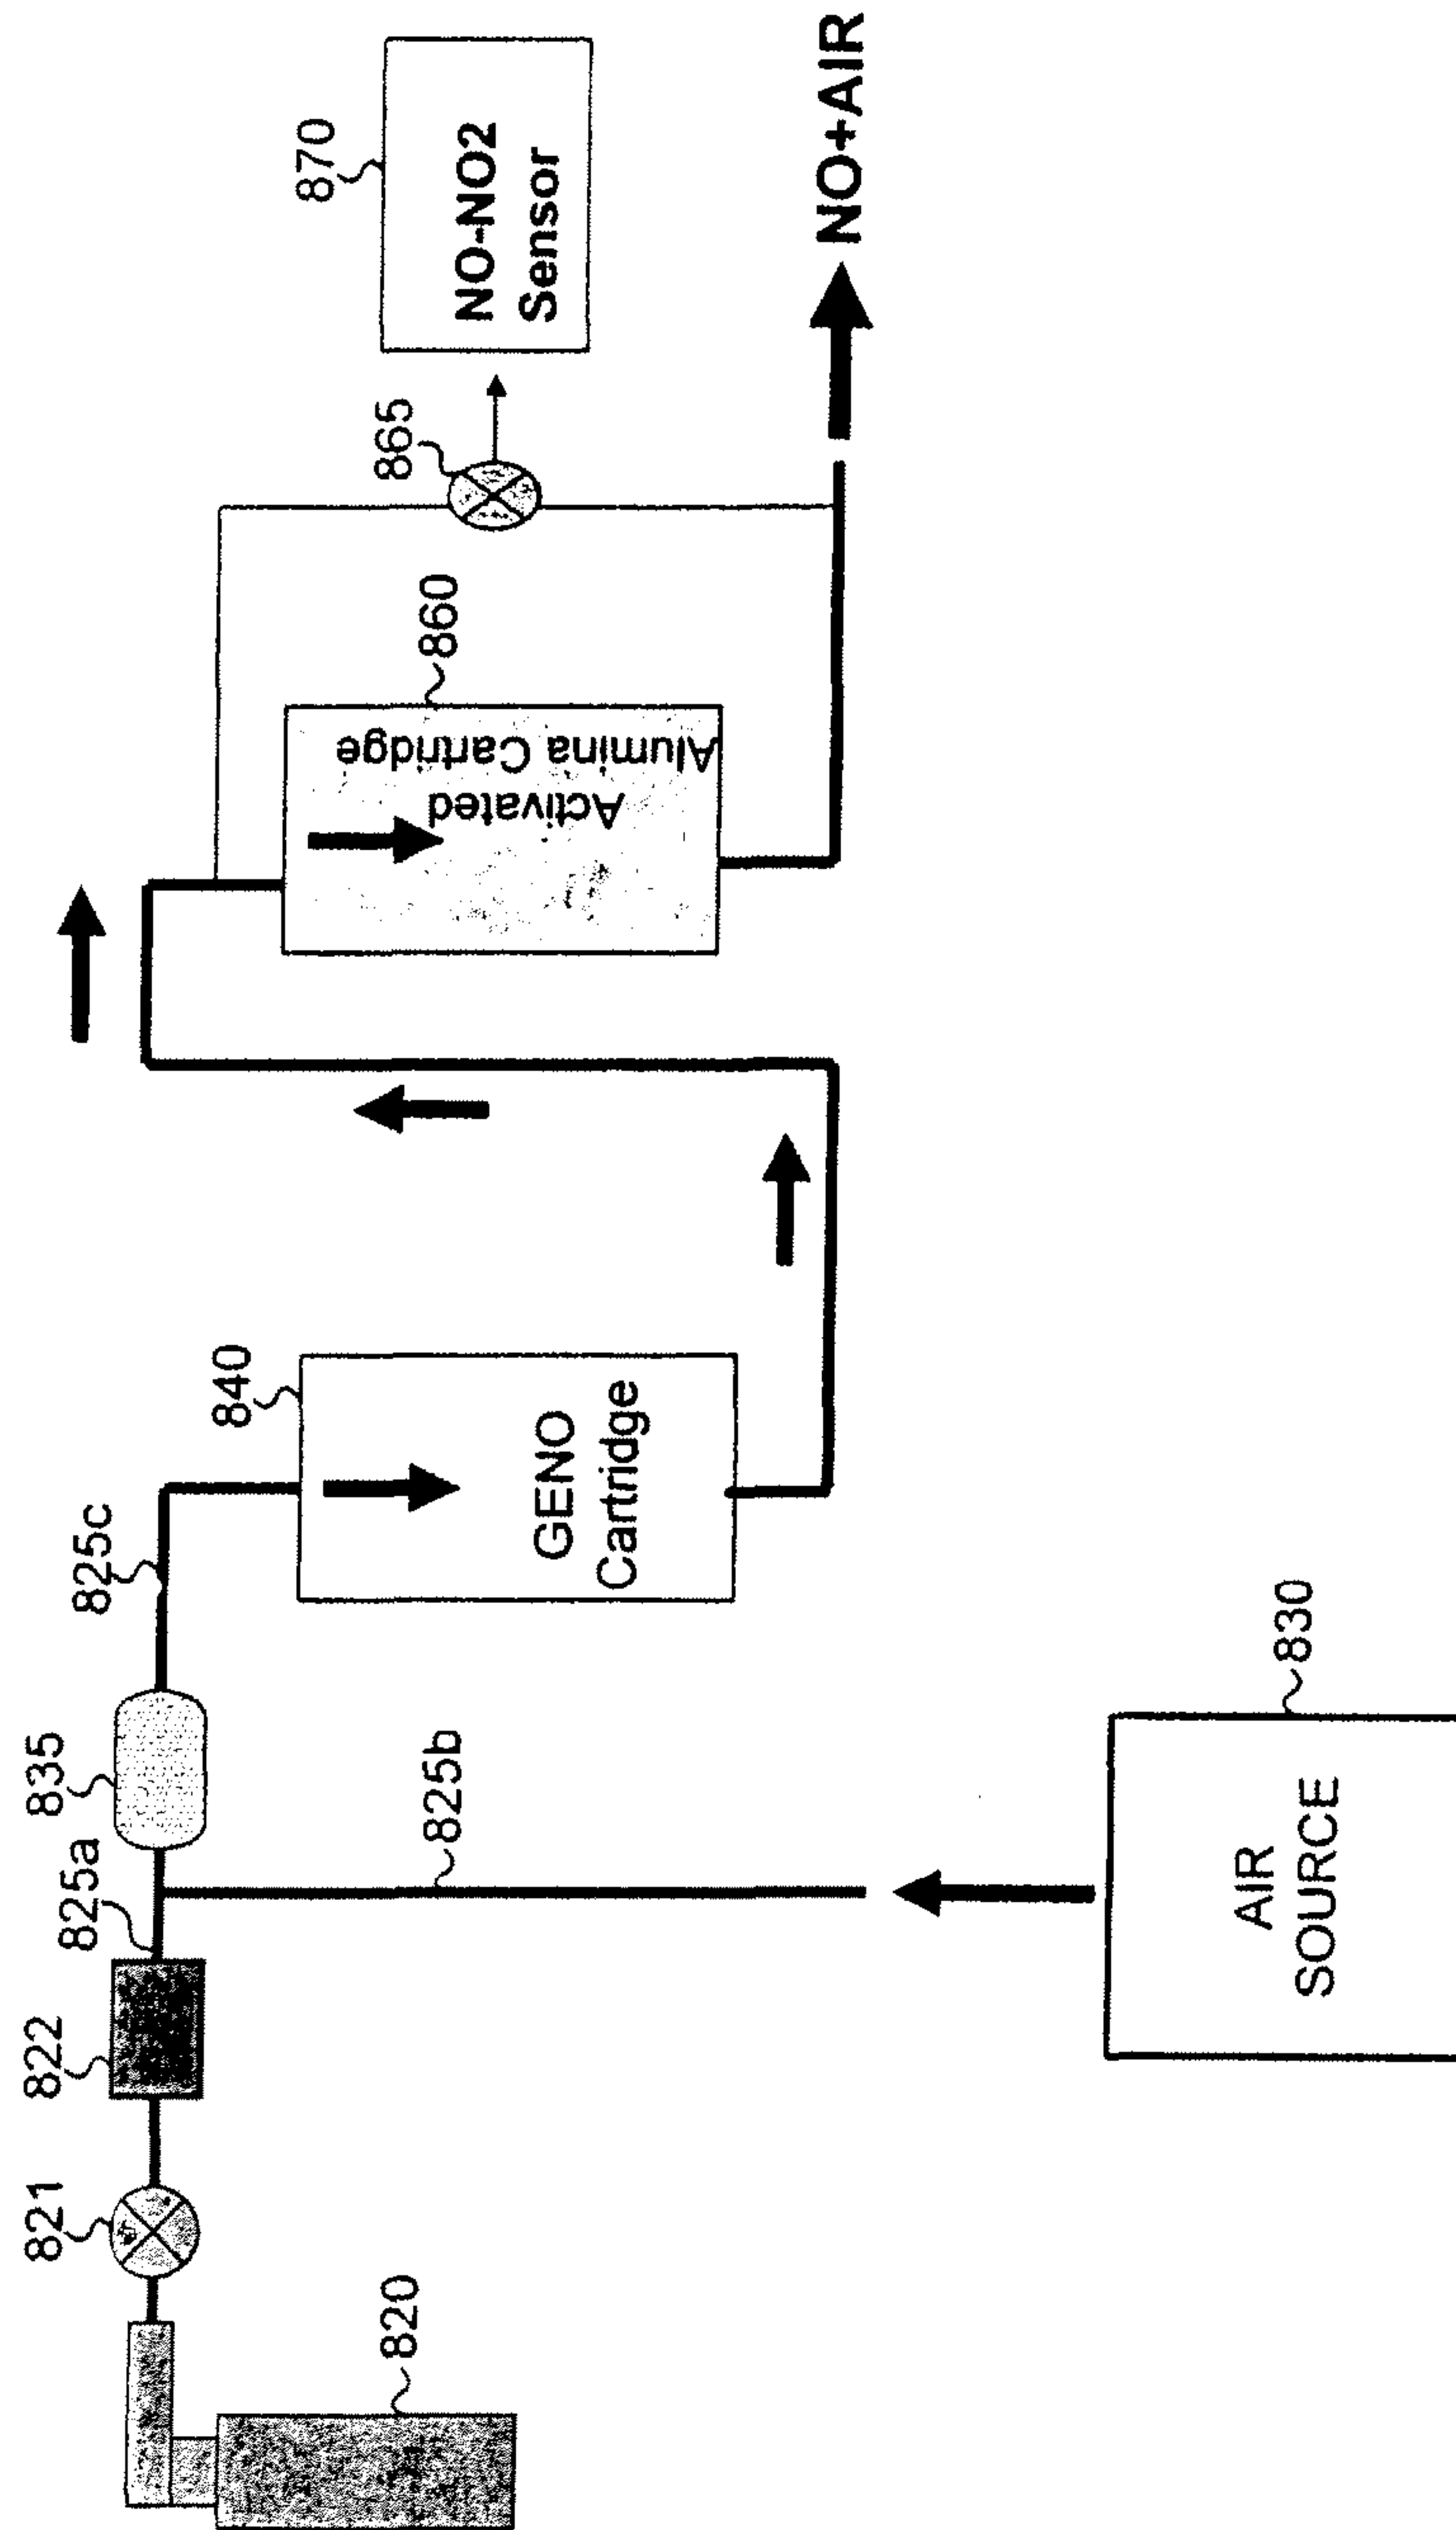 820
821
822
825a
835
825b
825c
AIR
SOURCE
830
840
GENO
Cartridge
Activated
Alumina Cartridge
860
865
870
NO-NO2
Sensor
NO+AIR